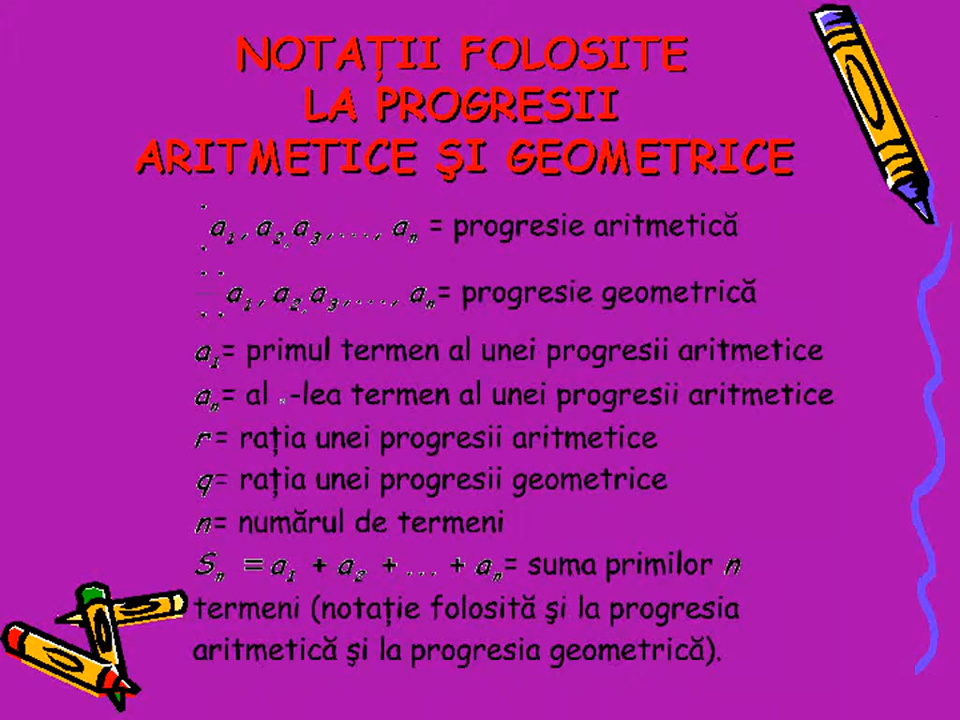 NOTAŢII FOLOSITE
LA PROGRESII
ARITMETICE ŞI GEOMETRICE
÷ a₁, a₂, a₃, ..., aₙ = progresie aritmetică
∺ a₁, a₂, a₃, ..., aₙ = progresie geometrică
a₁= primul termen al unei progresii aritmetice
aₙ= al -lea termen al unei progresii aritmetice
r= raţia unei progresii aritmetice
q= raţia unei progresii geometrice
n= numărul de termeni
Sₙ = a₁ + a₂ + ... + aₙ= suma primilor n
termeni (notaţie folosită şi la progresia
aritmetică şi la progresia geometrică).